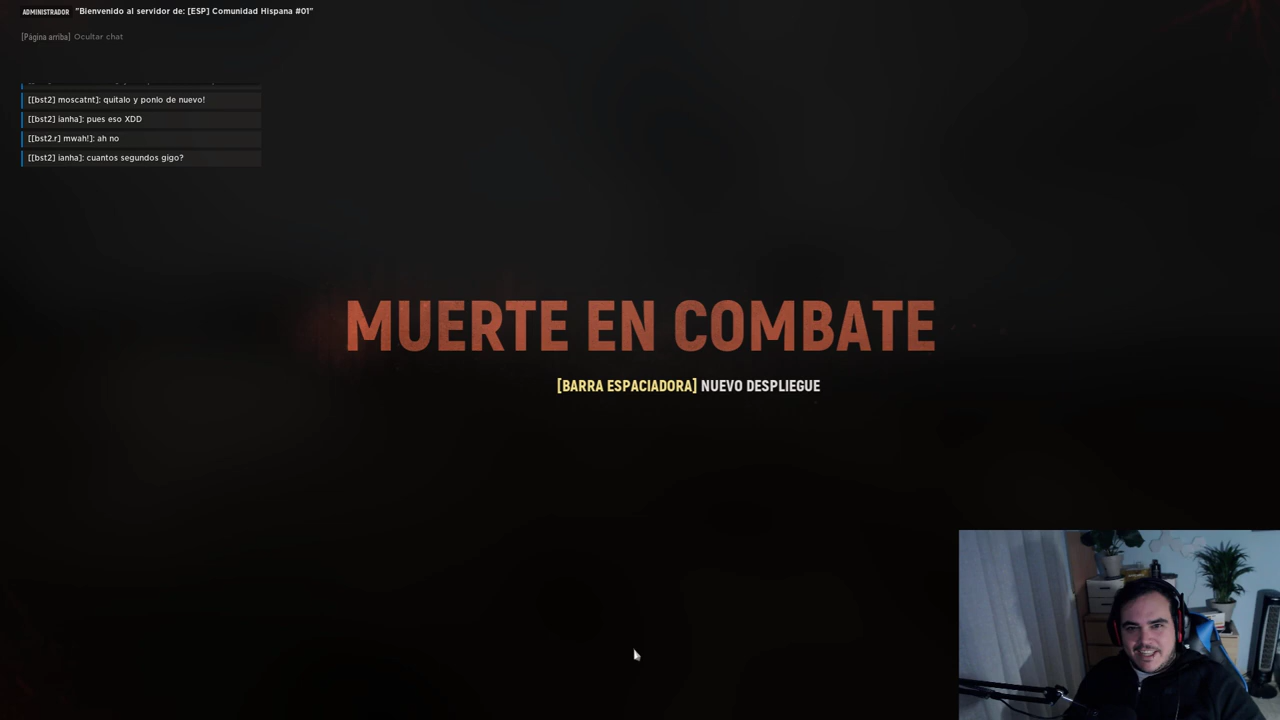 ADMINISTRADOR "Bienvenido al servidor de: [ESP] Comunidad Hispana #01"
[Página arriba] Ocultar chat
[[bst2] moscatnt]: quitalo y ponlo de nuevo!
[[bst2] ianha]: pues eso XDD
[[bst2.r] mwah!]: ah no
[[bst2] ianha]: cuantos segundos gigo?
MUERTE EN COMBATE
[BARRA ESPACIADORA] NUEVO DESPLIEGUE